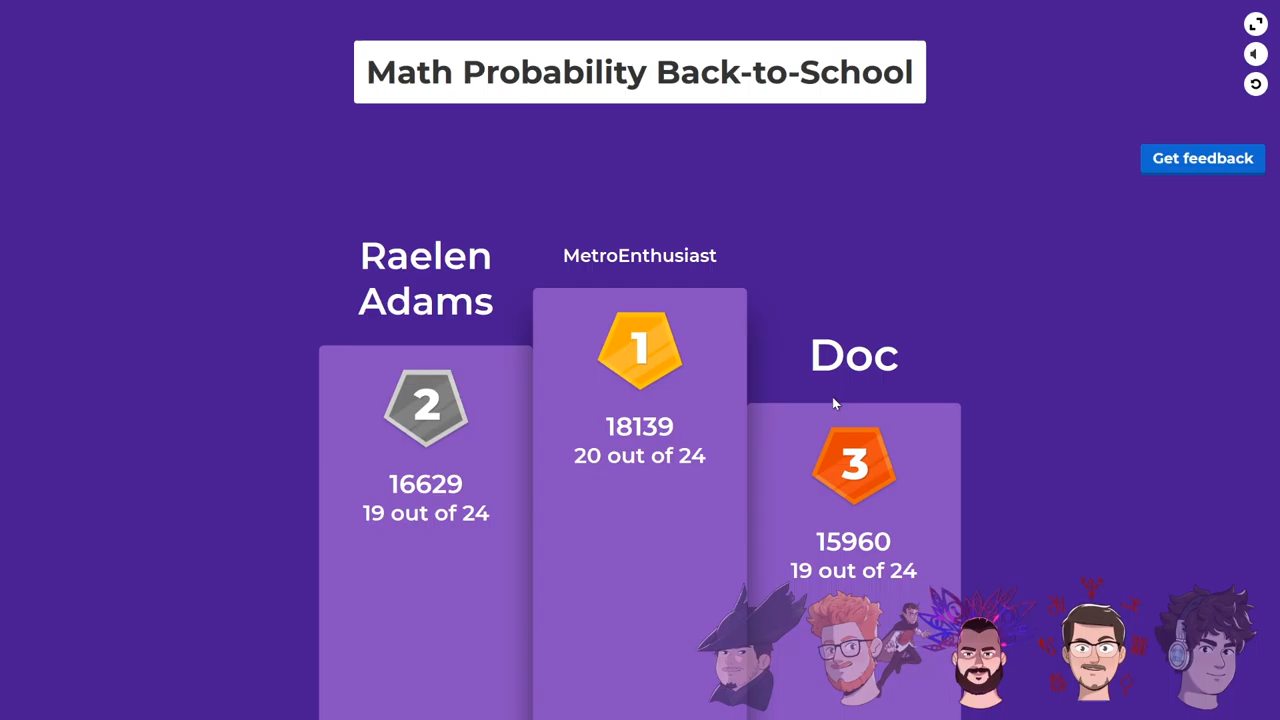 Math Probability Back-to-School
Get feedback
Raelen
Adams
2
16629
19 out of 24
MetroEnthusiast
1
18139
20 out of 24
Doc
3
15960
19 out of 24